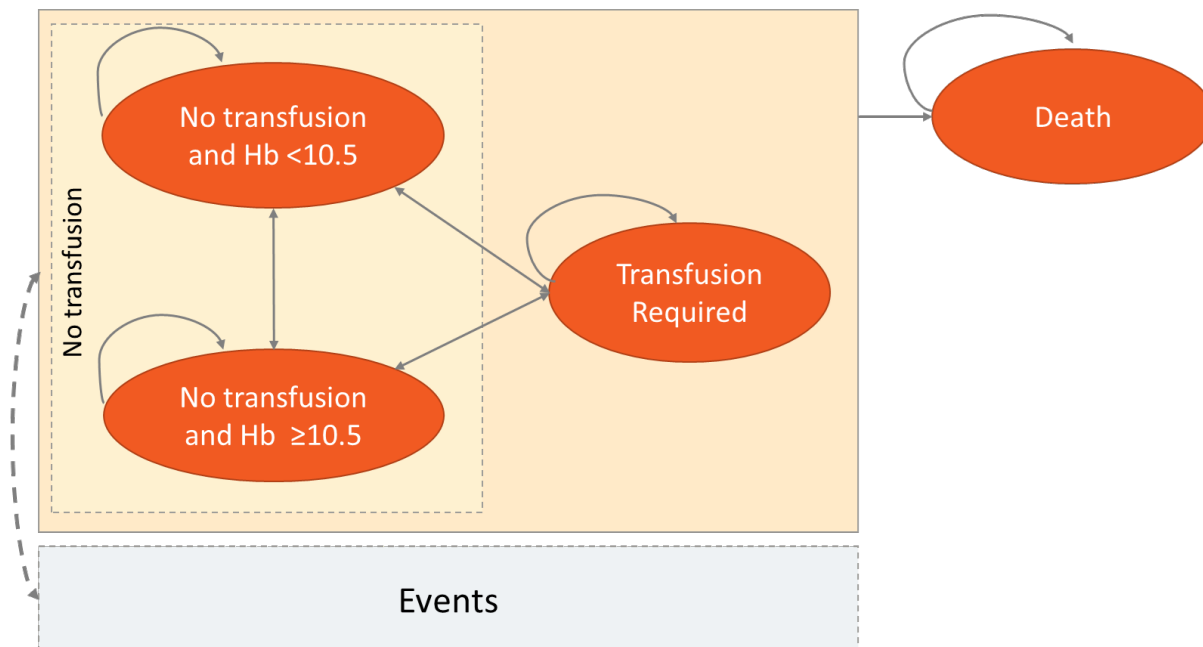 No transfusion
and Hb <10.5
Death
No transfusion
Transfusion
Required
No transfusion
and Hb  ≥10.5
Events